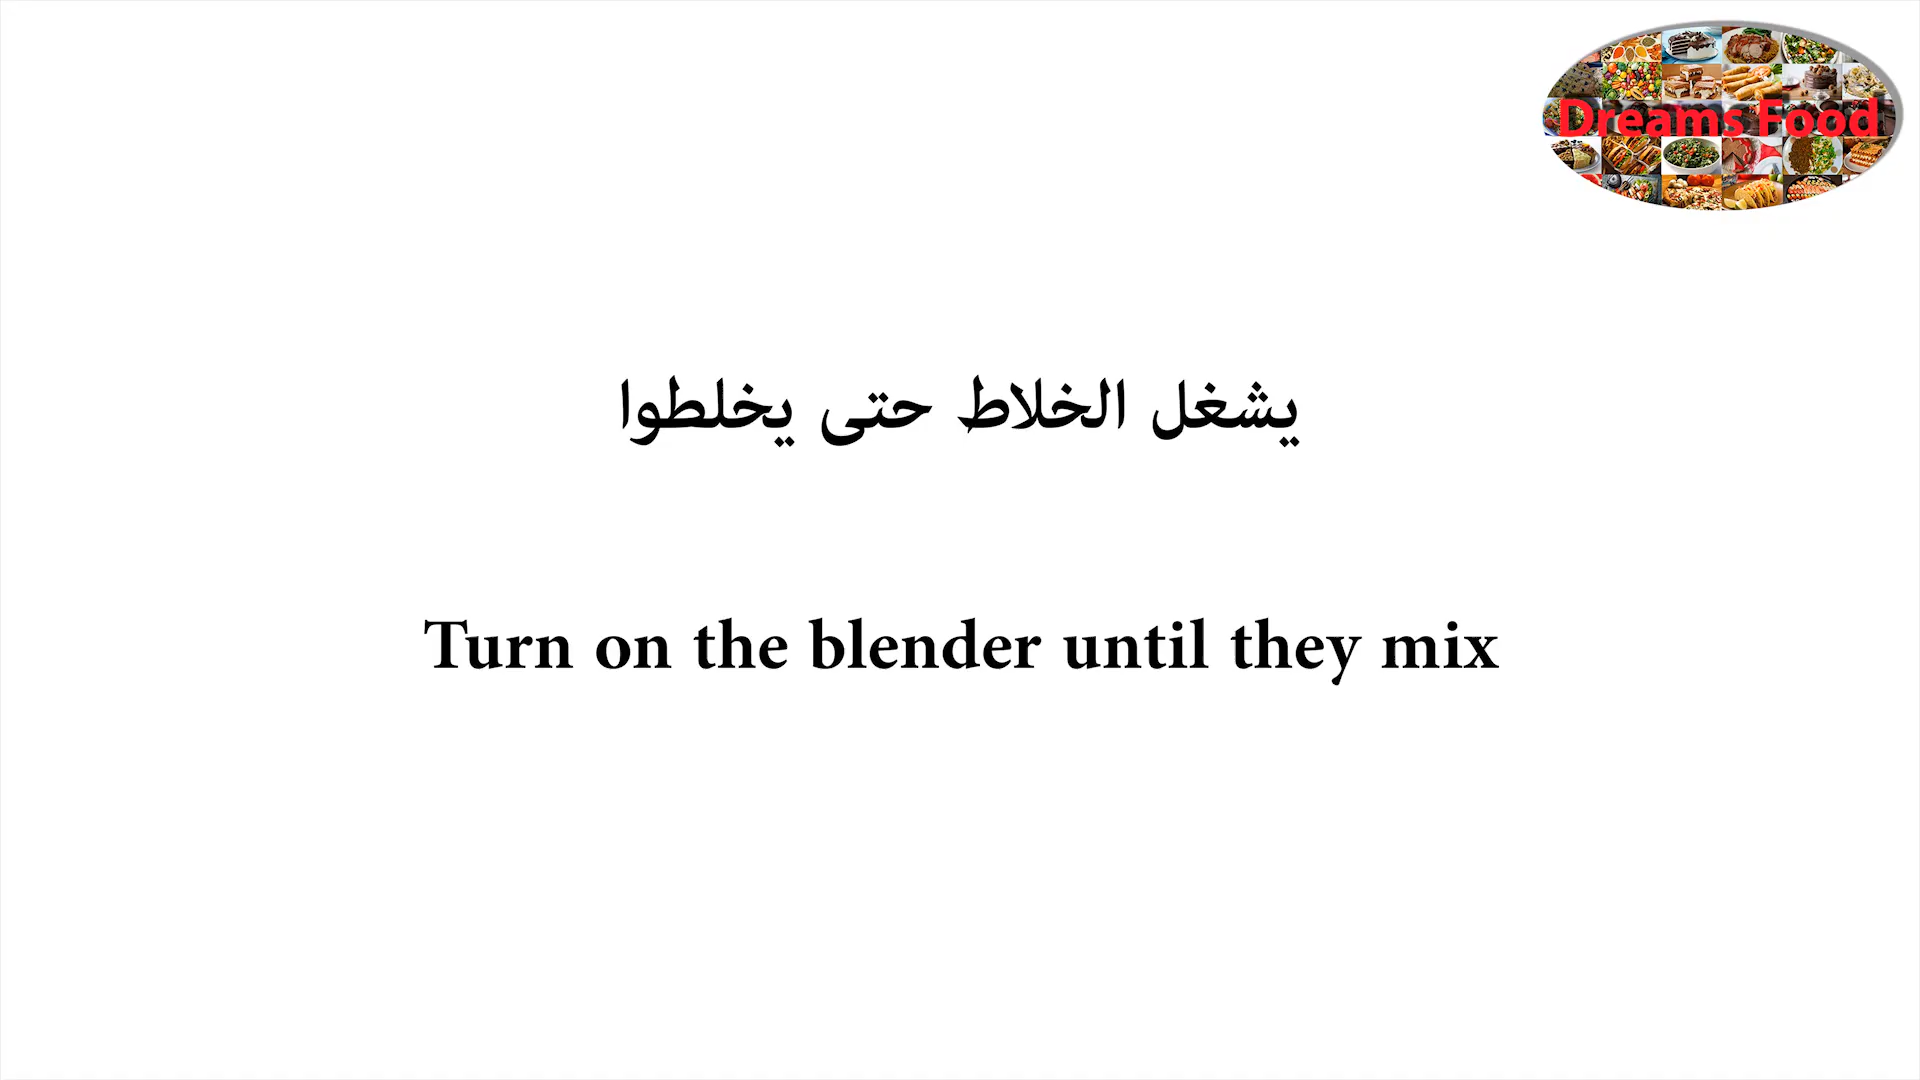 Dreams Food
يشغل الخلاط حتى يخلطوا
Turn on the blender until they mix